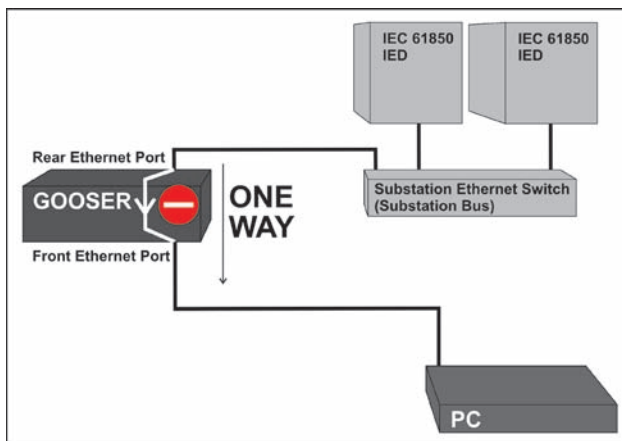 IEC 61850
IED
IEC 61850
IED
Rear Ethernet Port
GOOSER
ONE
WAY
Substation Ethernet Switch
(Substation Bus)
Front Ethernet Port
PC